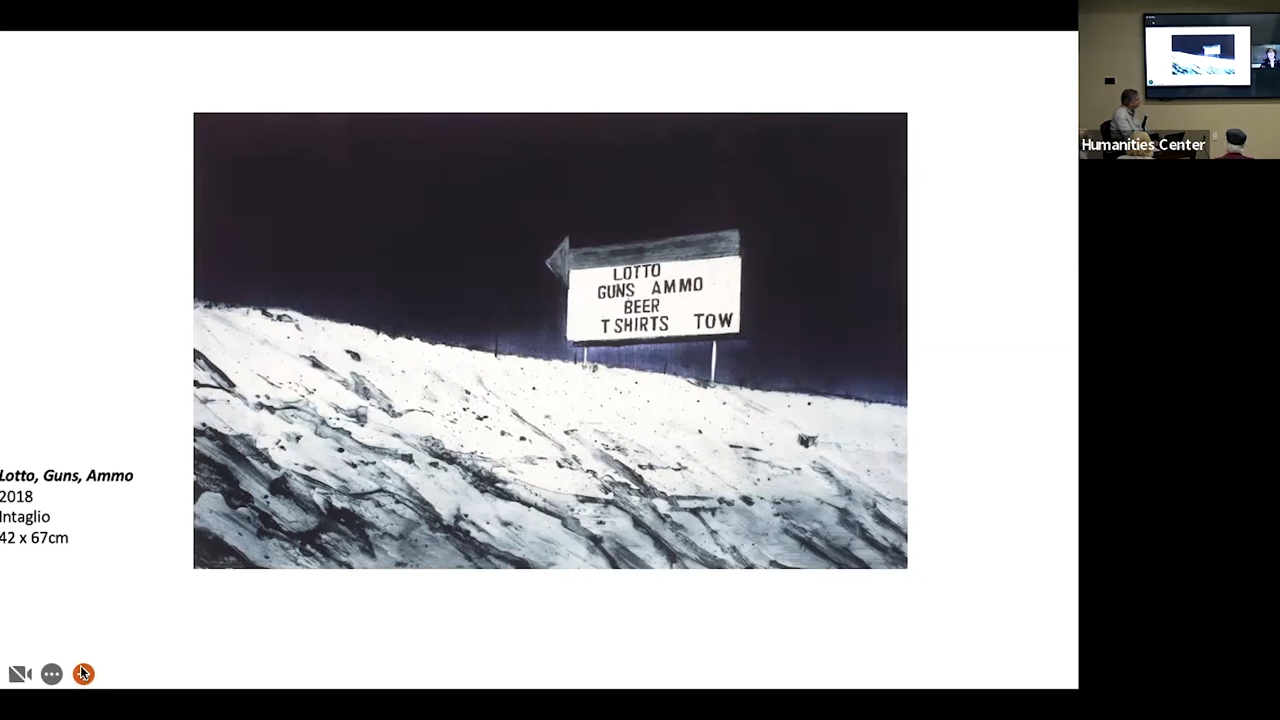 LOTTO
GUNS AMMO
BEER
T SHIRTS TOW
Lotto, Guns, Ammo
2018
Intaglio
42 x 67cm
Humanities Center